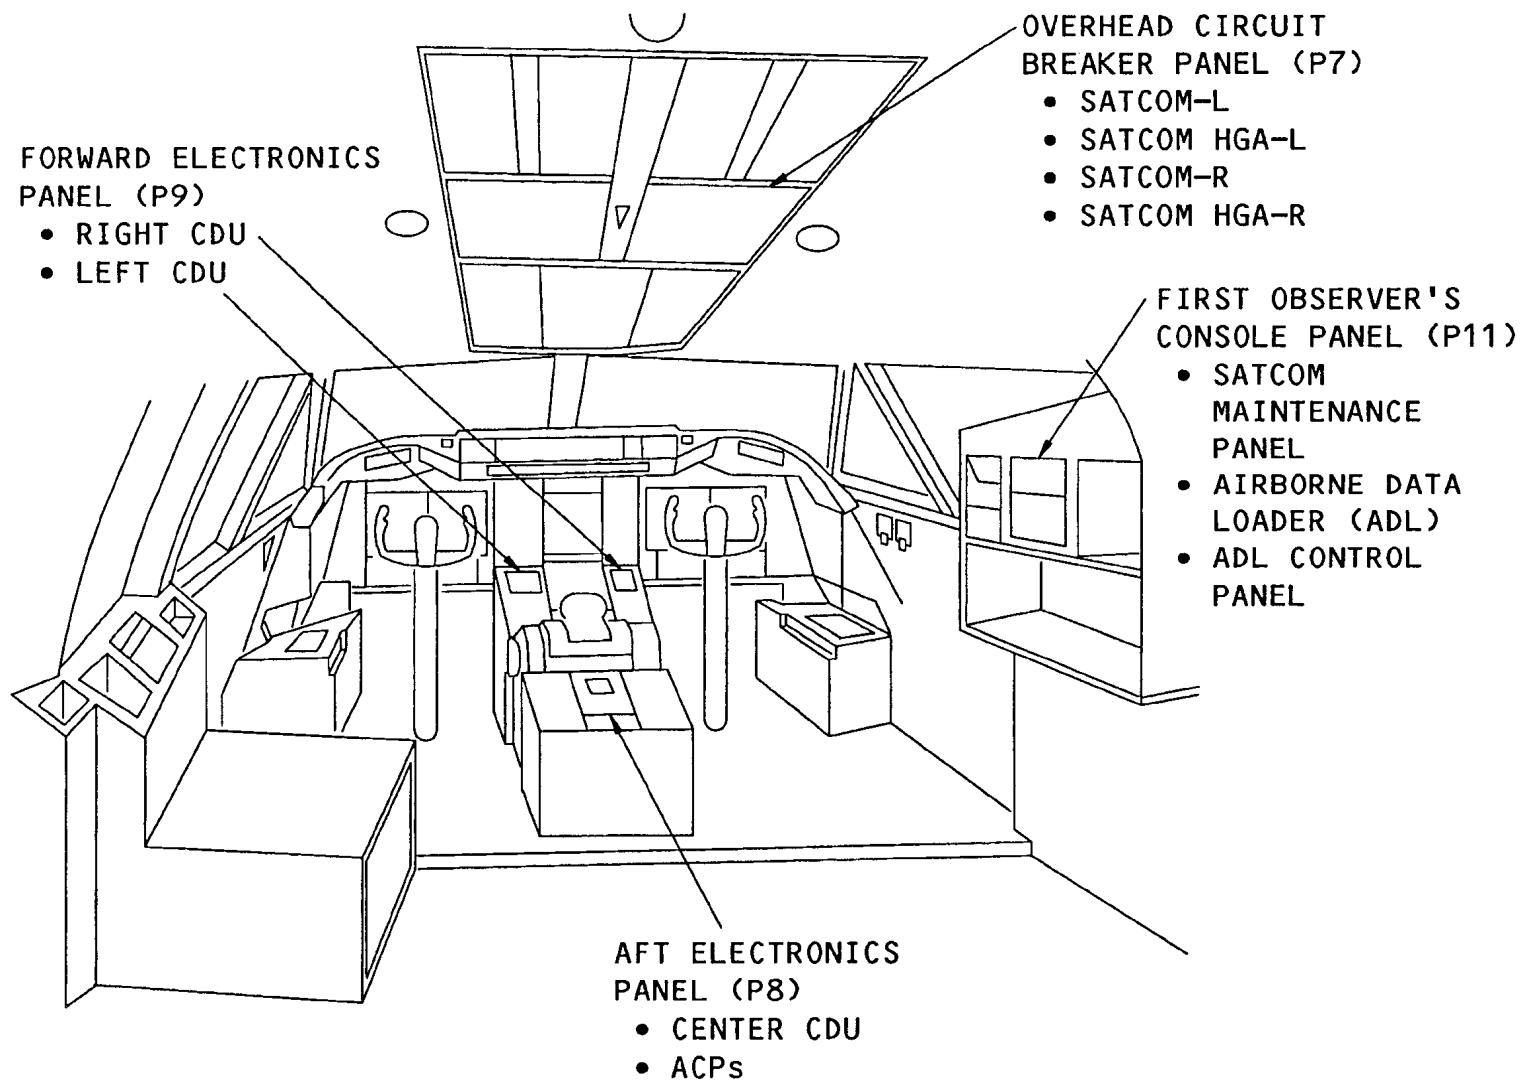 OVERHEAD CIRCUIT
BREAKER PANEL (P7)
• SATCOM-L
• SATCOM HGA-L
• SATCOM-R
• SATCOM HGA-R
FORWARD ELECTRONICS
PANEL (P9)
• RIGHT CDU
• LEFT CDU
FIRST OBSERVER'S
CONSOLE PANEL (P11)
• SATCOM
MAINTENANCE
PANEL
• AIRBORNE DATA
LOADER (ADL)
• ADL CONTROL
PANEL
AFT ELECTRONICS
PANEL (P8)
• CENTER CDU
• ACPs